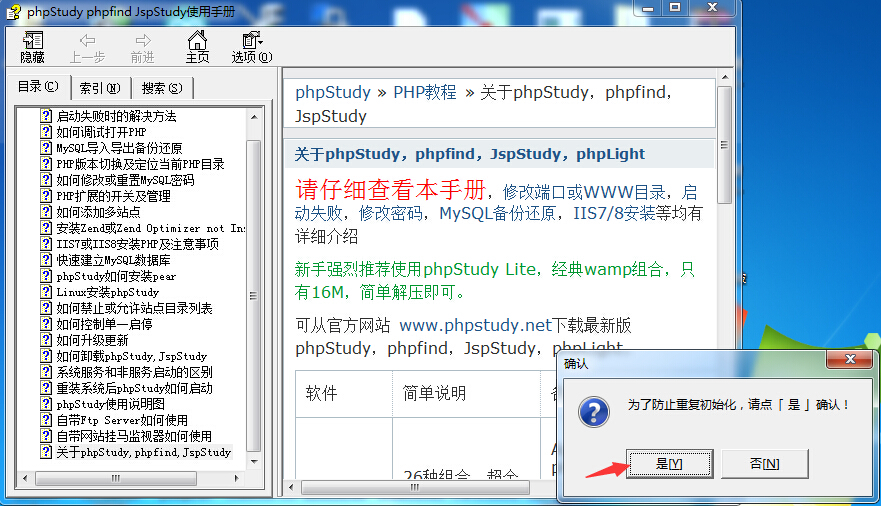 phpStudy phpfind JspStudy使用手册
隐藏
上一步
前进
主页
选项(O)
目录(C)
索引(N)
搜索(S)
启动失败时的解决方法
如何调试打开PHP
MySQL导入导出备份还原
PHP版本切换及定位当前PHP目录
如何修改或重置MySQL密码
PHP扩展的开关及管理
如何添加多站点
安装Zend或Zend Optimizer not Ins
IIS7或IIS8安装PHP及注意事项
快速建立MySQL数据库
phpStudy如何安装pear
Linux安装phpStudy
如何禁止或允许站点目录列表
如何控制单一启停
如何升级更新
如何卸载phpStudy,JspStudy
系统服务和非服务启动的区别
重装系统后phpStudy如何启动
phpStudy使用说明图
自带Ftp Server如何使用
自带网站挂马监视器如何使用
关于phpStudy,phpfind,JspStudy
phpStudy » PHP教程 » 关于phpStudy，phpfind，
JspStudy
关于phpStudy，phpfind，JspStudy，phpLight
请仔细查看本手册，修改端口或WWW目录，启
动失败，修改密码，MySQL备份还原，IIS7/8安装等均有
详细介绍
新手强烈推荐使用phpStudy Lite，经典wamp组合，只
有16M，简单解压即可。
可从官方网站 www.phpstudy.net下载最新版
phpStudy，phpfind，JspStudy，phpLight
软件
简单说明
26种组合，超全
确认
为了防止重复初始化，请点「 是 」确认！
是[Y]
否[N]